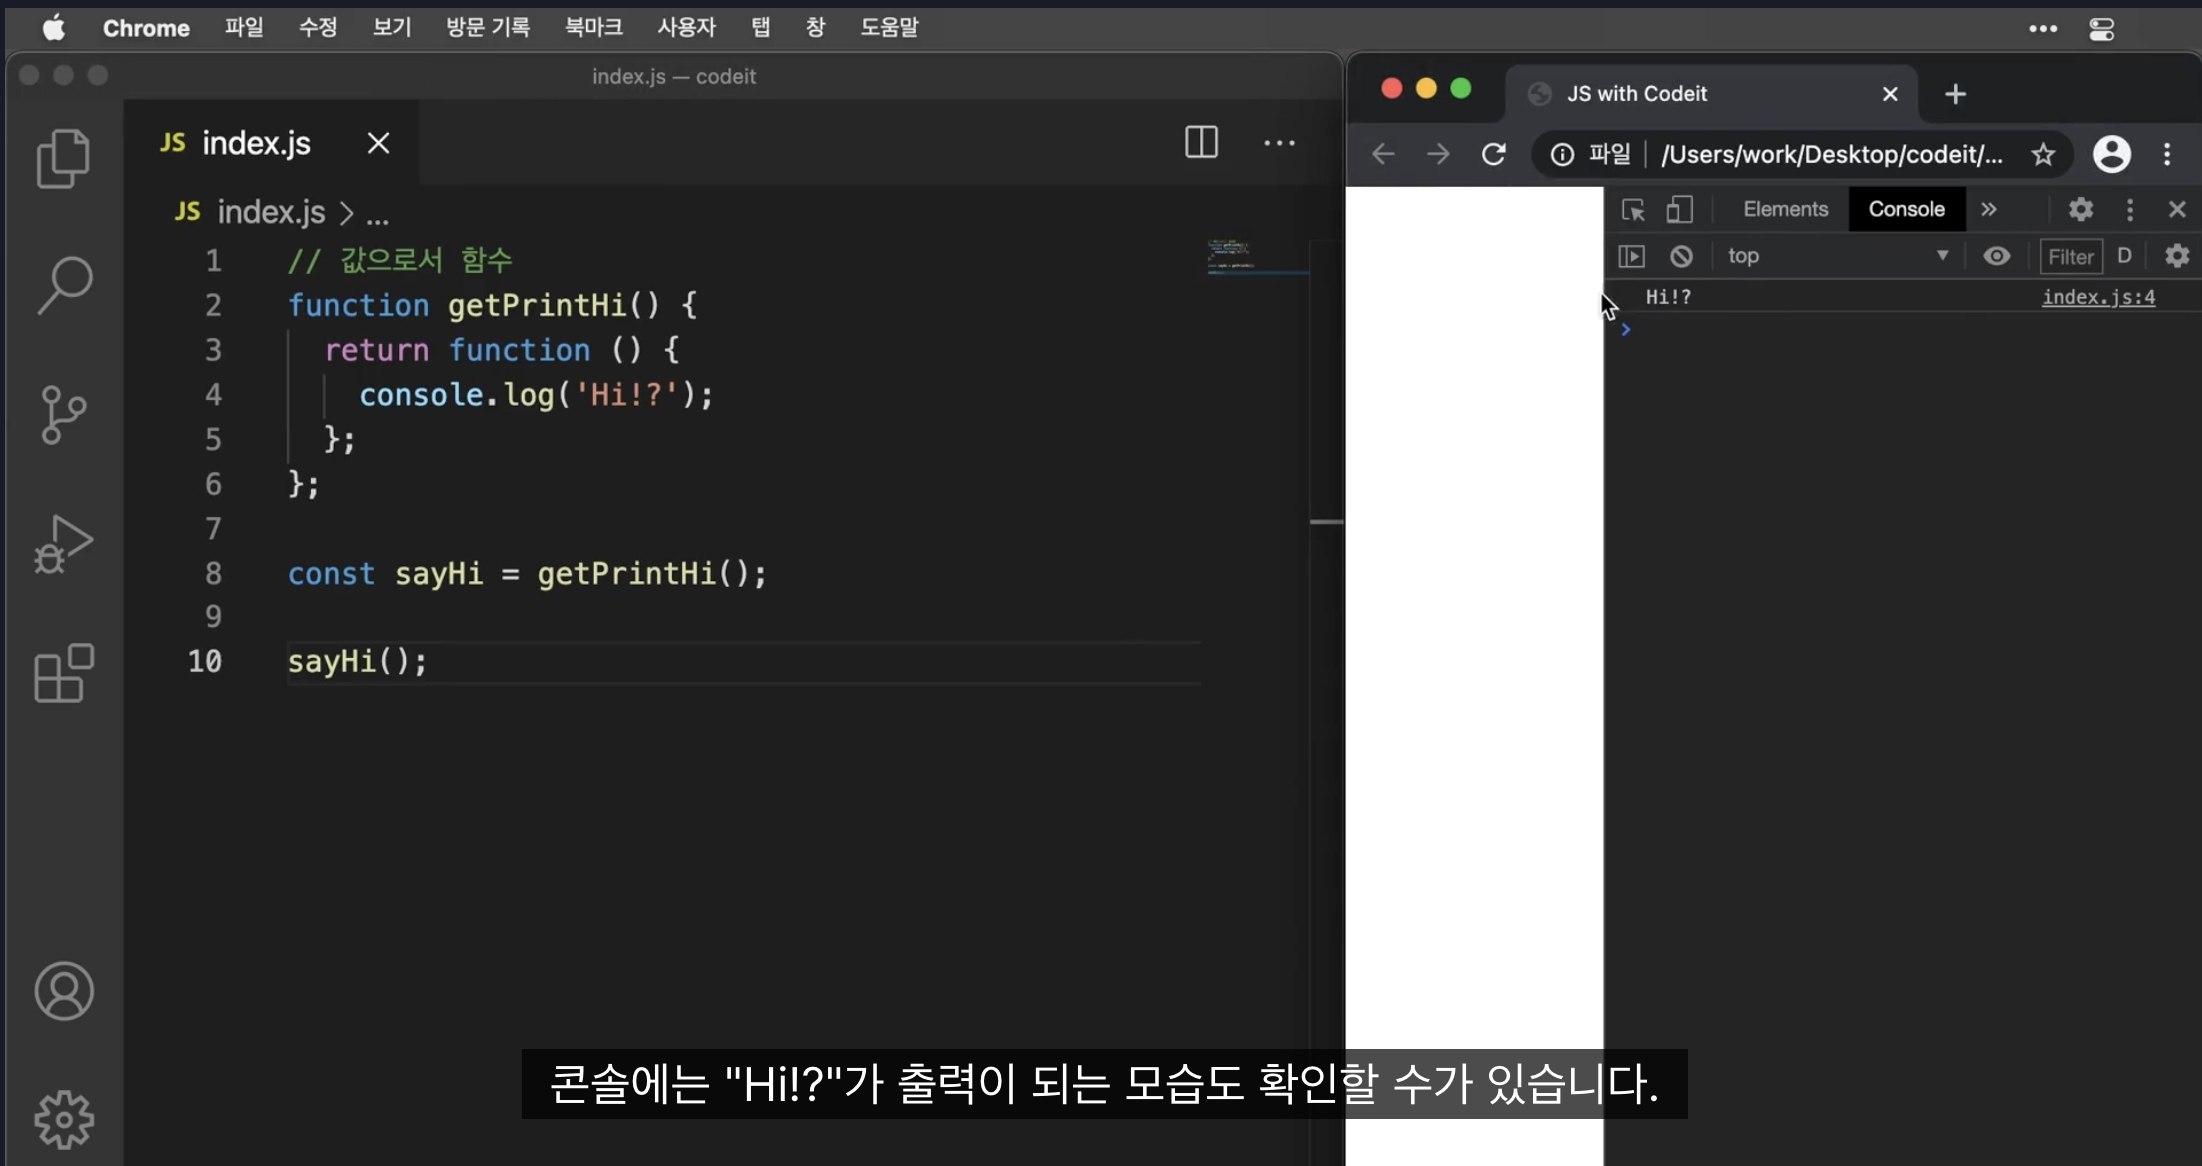 Chrome 파일 수정 보기 방문 기록 북마크 사용자 탭 창 도움말
index.js — codeit
JS index.js
JS index.js > ...
1 // 값으로서 함수
2 function getPrintHi() {
3 return function () {
4 console.log('Hi!?');
5 };
6 };
7
8 const sayHi = getPrintHi();
9
10 sayHi();
JS with Codeit
파일 /Users/work/Desktop/codeit/...
Elements Console »
top Filter D
Hi!? index.js:4
콘솔에는 "Hi!?"가 출력이 되는 모습도 확인할 수가 있습니다.